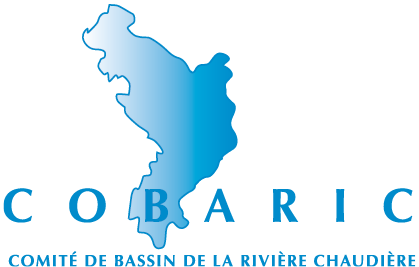 COBARIC
COMITÉ DE BASSIN DE LA RIVIÈRE CHAUDIÈRE